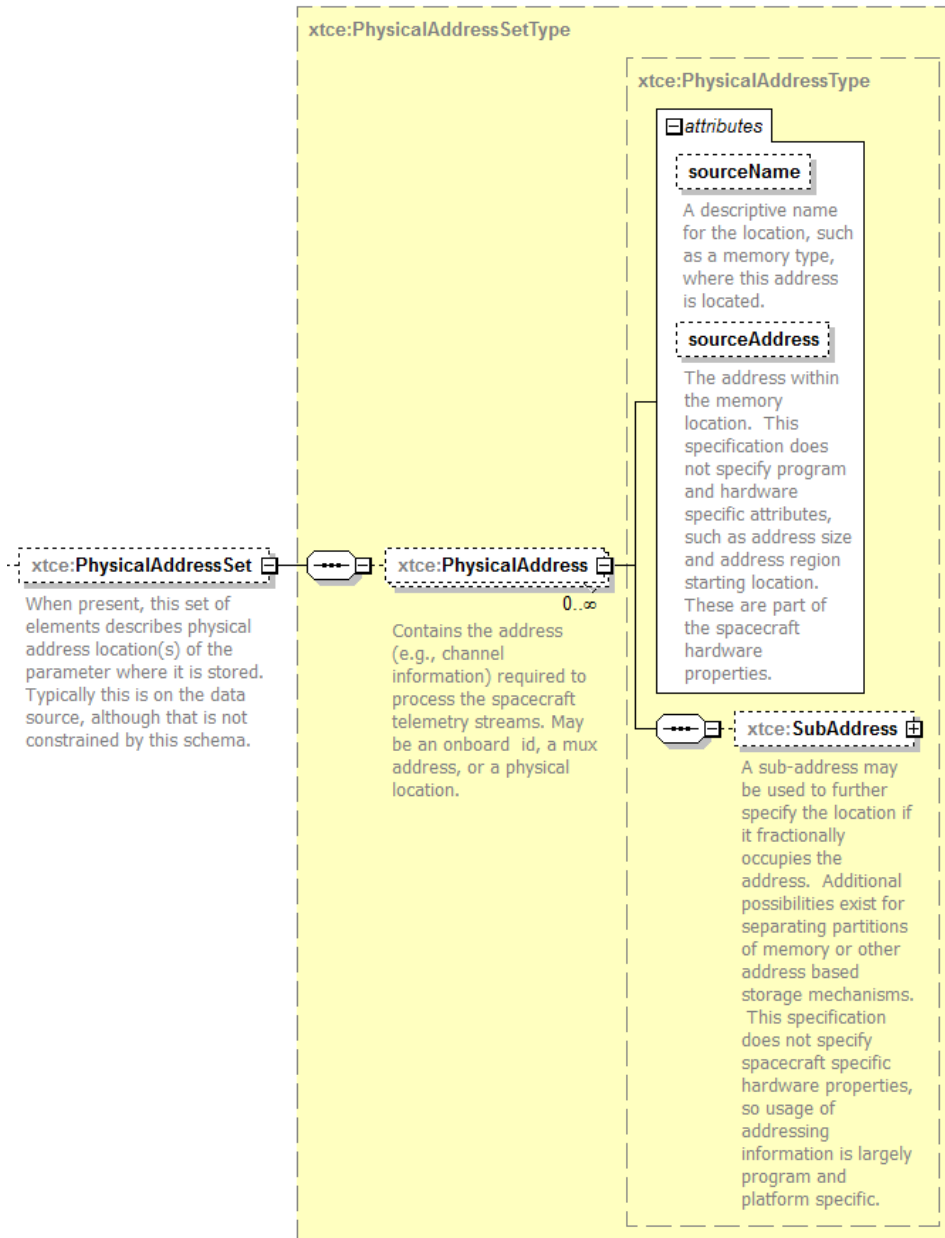 xtce:PhysicalAddressSetType
xtce:PhysicalAddressType
attributes
sourceName
A descriptive name
for the location, such
as a memory type,
where this address
is located.
sourceAddress
The address within
the memory
location.  This
specification does
not specify program
and hardware
specific attributes,
such as address size
and address region
starting location.
These are part of
the spacecraft
hardware
properties.
xtce:PhysicalAddressSet
When present, this set of
elements describes physical
address location(s) of the
parameter where it is stored.
Typically this is on the data
source, although that is not
constrained by this schema.
xtce:PhysicalAddress
0..∞
Contains the address
(e.g., channel
information) required to
process the spacecraft
telemetry streams. May
be an onboard  id, a mux
address, or a physical
location.
xtce:SubAddress
A sub-address may
be used to further
specify the location if
it fractionally
occupies the
address.  Additional
possibilities exist for
separating partitions
of memory or other
address based
storage mechanisms.
This specification
does not specify
spacecraft specific
hardware properties,
so usage of
addressing
information is largely
program and
platform specific.